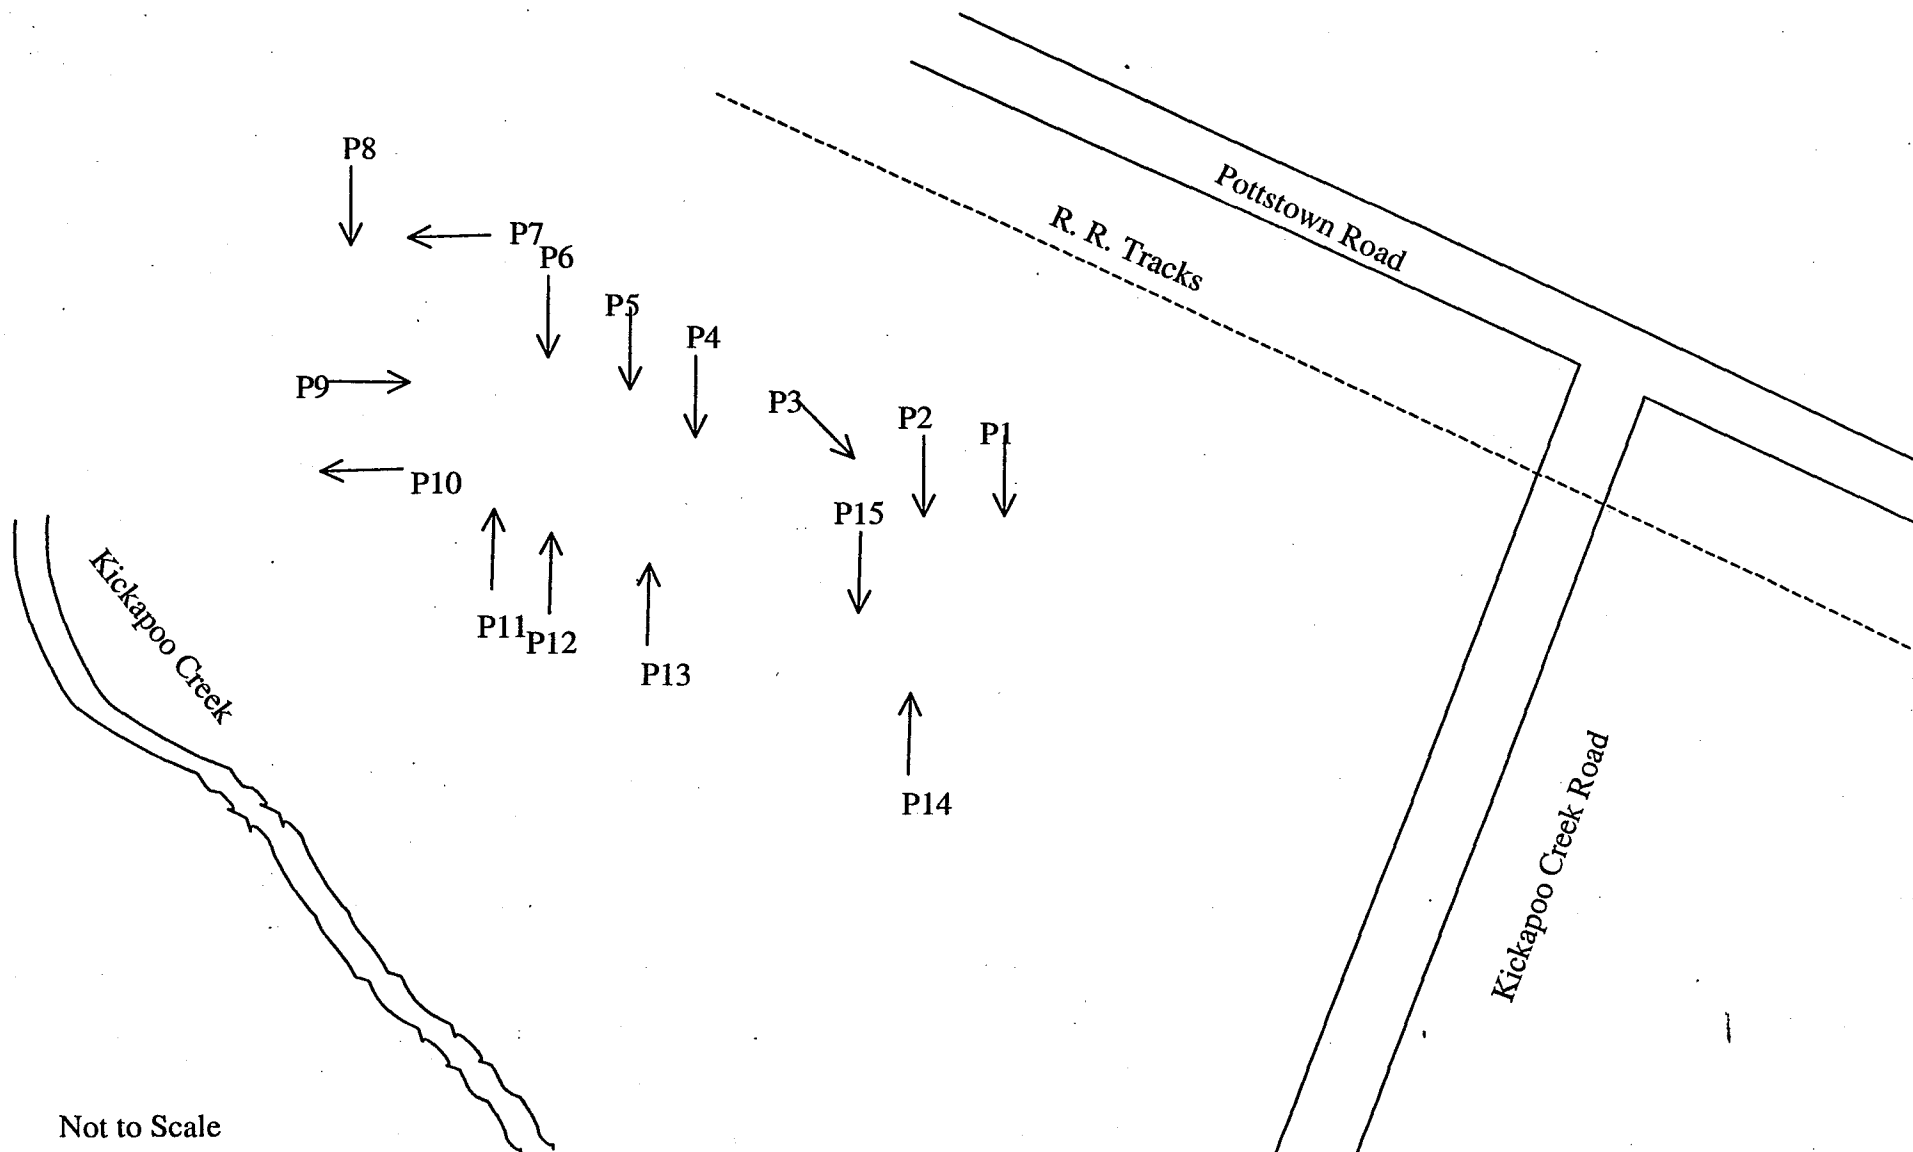 Pottstown Road
P8
R. R. Tracks
P7
P6
P5
P4
P9
P3
P2
P1
P10
P15
Kickapoo Creek
P11
P12
P13
P14
Kickapoo Creek Road
Not to Scale